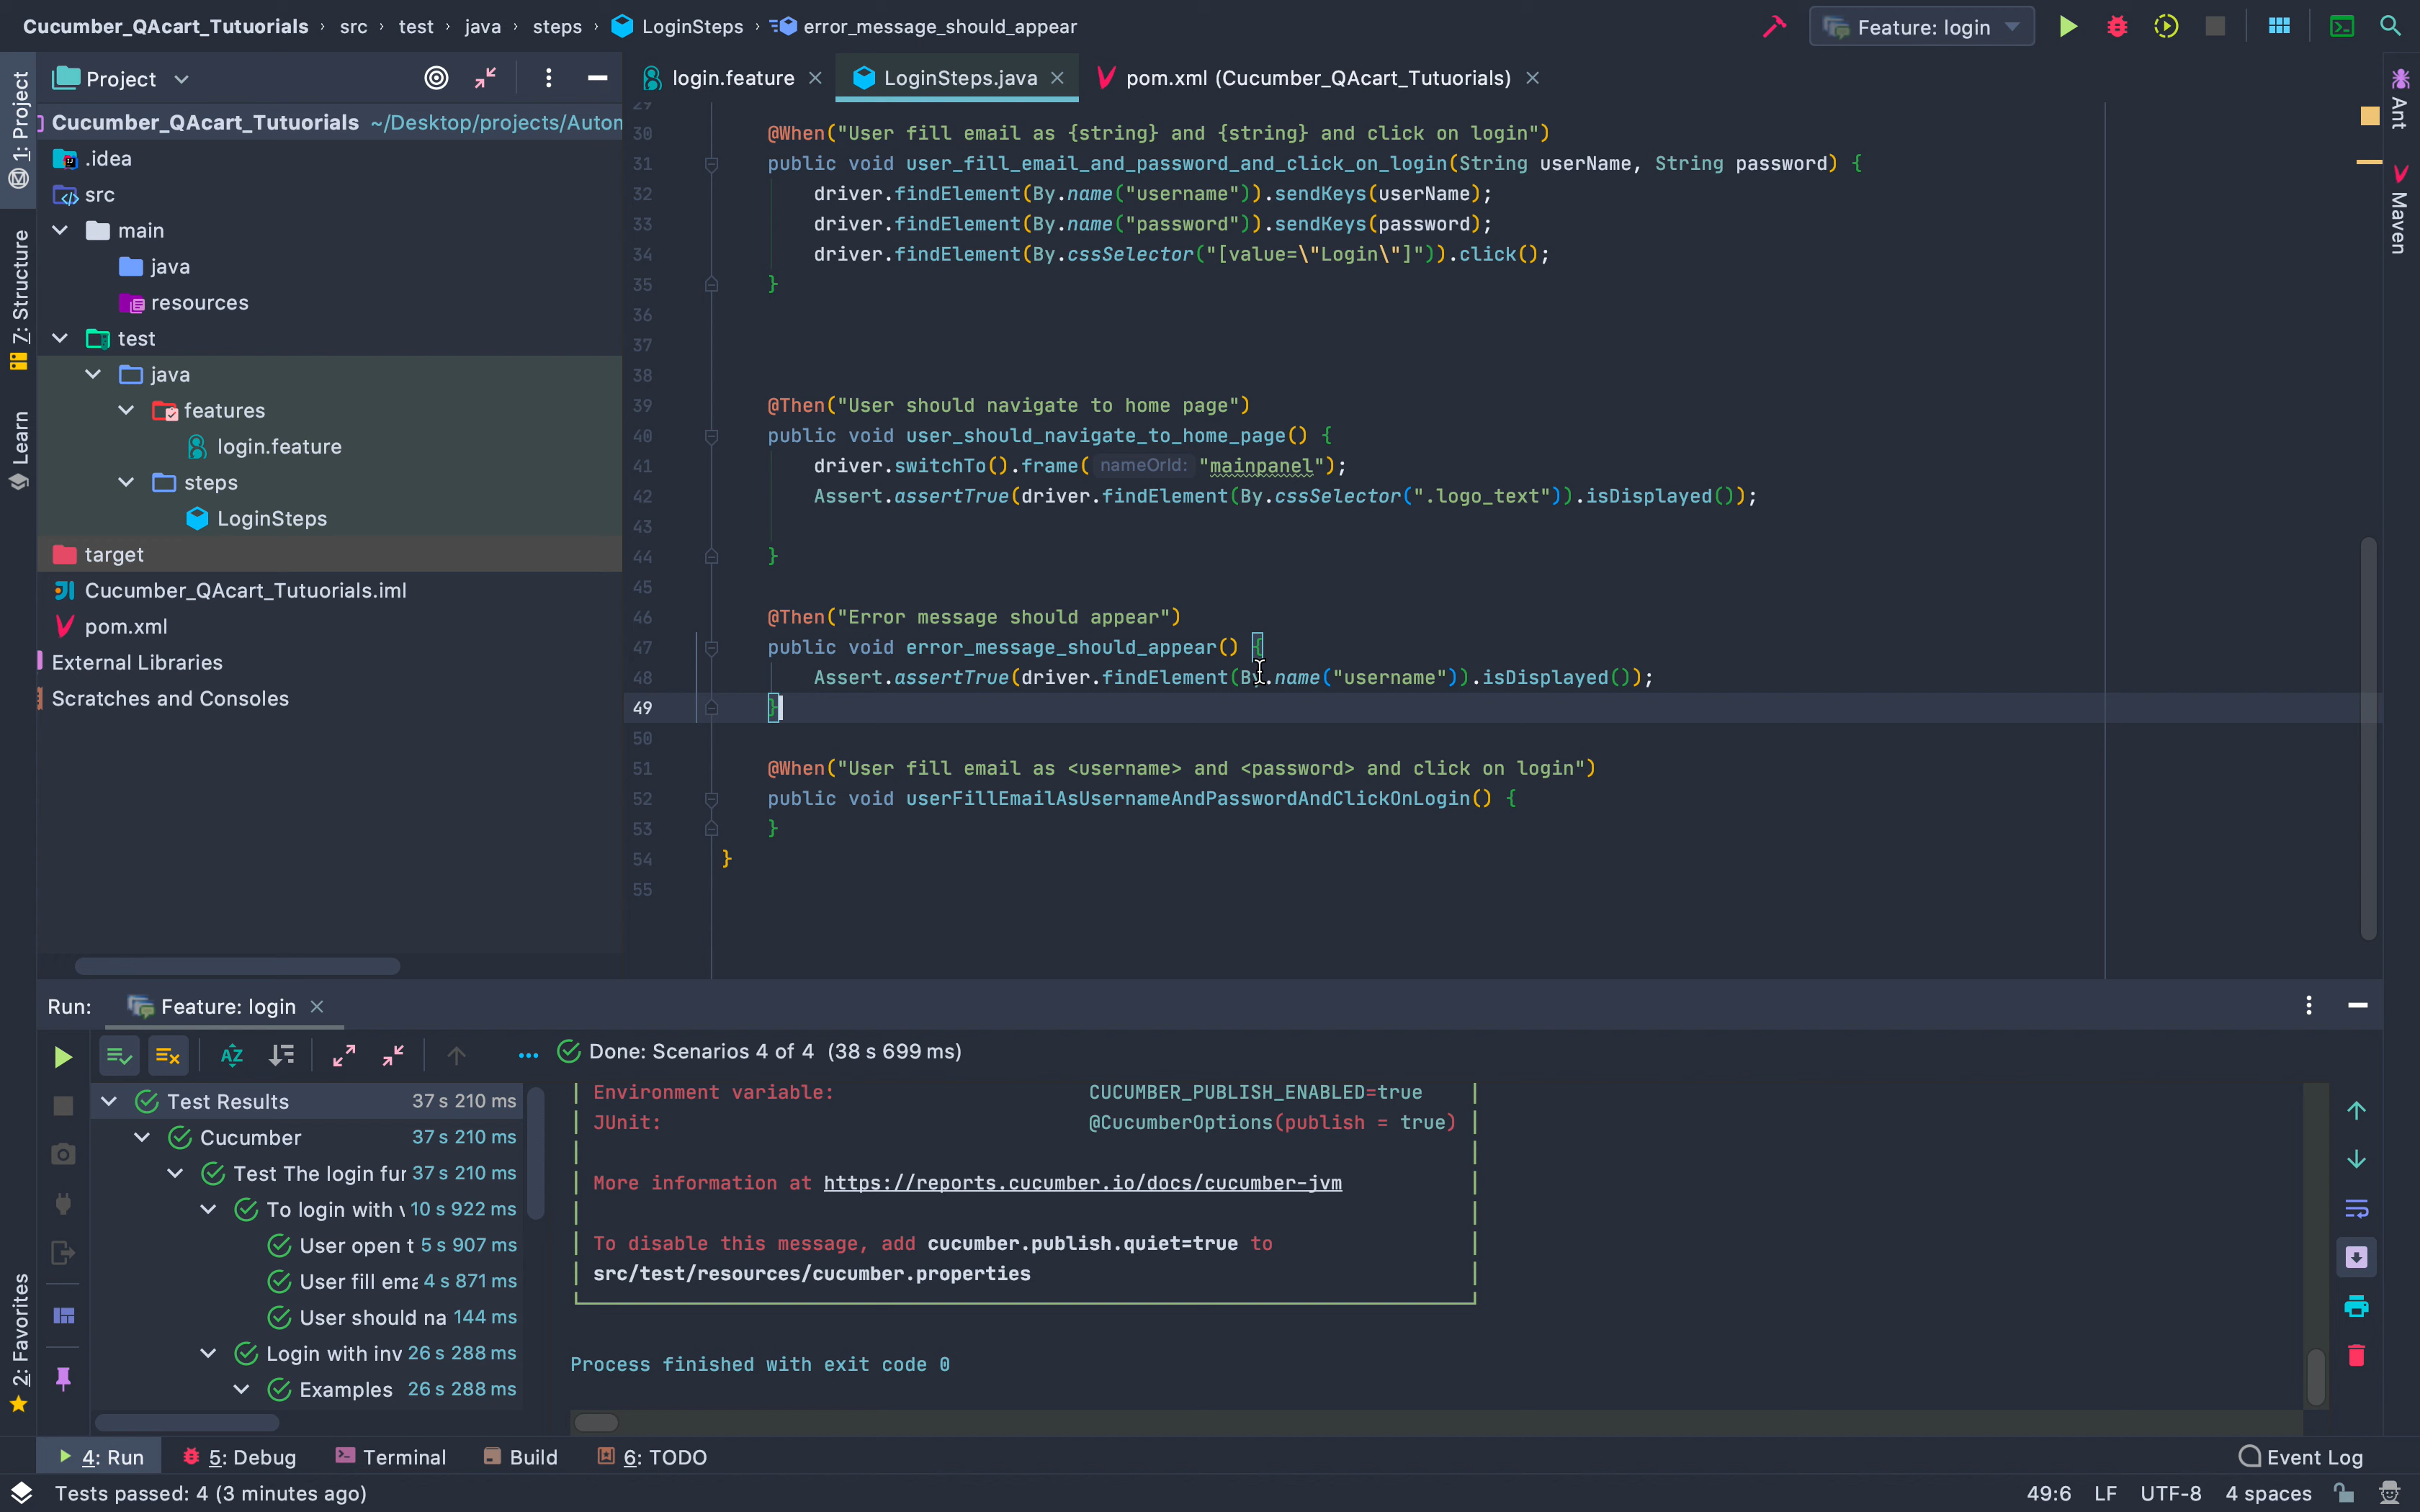 Cucumber_QAcart_Tutuorials › src › test › java › steps › LoginSteps › error_message_should_appear
Feature: login
Project
login.feature
LoginSteps.java
pom.xml (Cucumber_QAcart_Tutuorials)
1: Project
Z: Structure
Learn
2: Favorites
Ant
Maven
Cucumber_QAcart_Tutuorials ~/Desktop/projects/Auton
.idea
src
main
java
resources
test
java
features
login.feature
steps
LoginSteps
target
Cucumber_QAcart_Tutuorials.iml
pom.xml
External Libraries
Scratches and Consoles
29
30 @When("User fill email as {string} and {string} and click on login")
31 public void user_fill_email_and_password_and_click_on_login(String userName, String password) {
32 driver.findElement(By.name("username")).sendKeys(userName);
33 driver.findElement(By.name("password")).sendKeys(password);
34 driver.findElement(By.cssSelector("[value=\"Login\"]")).click();
35 }
36
37
38
39 @Then("User should navigate to home page")
40 public void user_should_navigate_to_home_page() {
41 driver.switchTo().frame( nameOrId: "mainpanel");
42 Assert.assertTrue(driver.findElement(By.cssSelector(".logo_text")).isDisplayed());
43
44 }
45
46 @Then("Error message should appear")
47 public void error_message_should_appear() {
48 Assert.assertTrue(driver.findElement(By.name("username")).isDisplayed());
49 }
50
51 @When("User fill email as <username> and <password> and click on login")
52 public void userFillEmailAsUsernameAndPasswordAndClickOnLogin() {
53 }
54 }
55
Run: Feature: login
Done: Scenarios 4 of 4 (38 s 699 ms)
Test Results 37 s 210 ms
Cucumber 37 s 210 ms
Test The login fur 37 s 210 ms
To login with v 10 s 922 ms
User open t 5 s 907 ms
User fill ema 4 s 871 ms
User should na 144 ms
Login with inv 26 s 288 ms
Examples 26 s 288 ms
Environment variable: CUCUMBER_PUBLISH_ENABLED=true
JUnit: @CucumberOptions(publish = true)
More information at https://reports.cucumber.io/docs/cucumber-jvm
To disable this message, add cucumber.publish.quiet=true to
src/test/resources/cucumber.properties
Process finished with exit code 0
4: Run
5: Debug
Terminal
Build
6: TODO
Event Log
Tests passed: 4 (3 minutes ago)
49:6 LF UTF-8 4 spaces